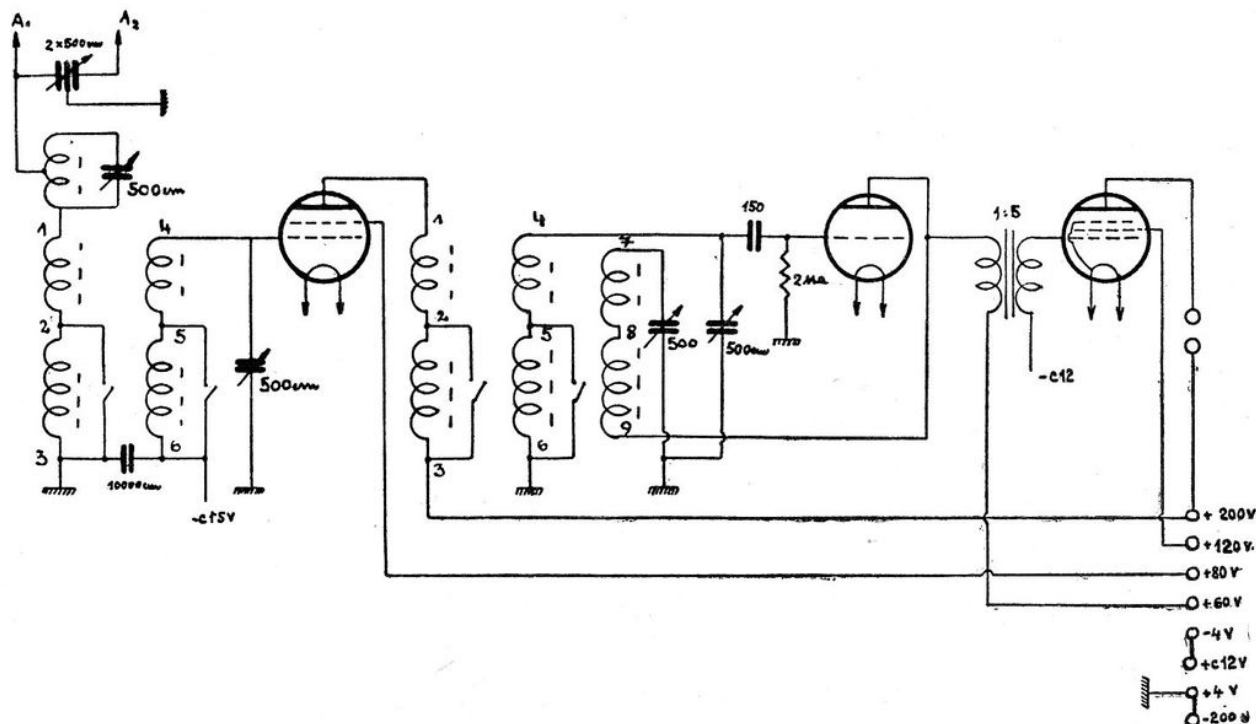 A1
A2
2×500cm
500cm
1
4
2
5
3
6
10000cm
500cm
-c15V
1
4
7
150
2
5
8
3
6
9
500
500cm
2MΩ
1:5
-c12
+ 200V
+120V.
+80V
+60V
-4V
+c12V
+4V
-200V